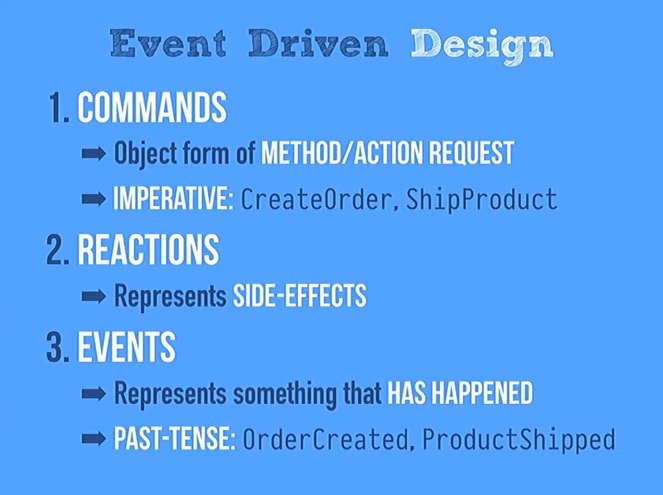 Event Driven Design
1. COMMANDS
➡ Object form of METHOD/ACTION REQUEST
➡ IMPERATIVE: CreateOrder, ShipProduct
2. REACTIONS
➡ Represents SIDE-EFFECTS
3. EVENTS
➡ Represents something that HAS HAPPENED
➡ PAST-TENSE: OrderCreated, ProductShipped